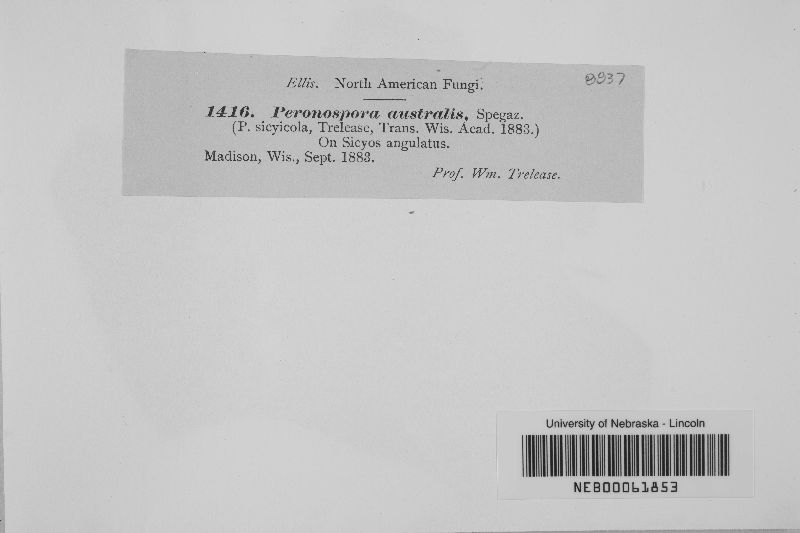 Ellis. North American Fungi.
8837
1416. Peronospora australis, Spegaz.
(P. sicyicola, Trelease, Trans. Wis. Acad. 1883.)
On Sicyos angulatus.
Madison, Wis., Sept. 1883.
Prof. Wm. Trelease.
University of Nebraska - Lincoln
NEB00061853